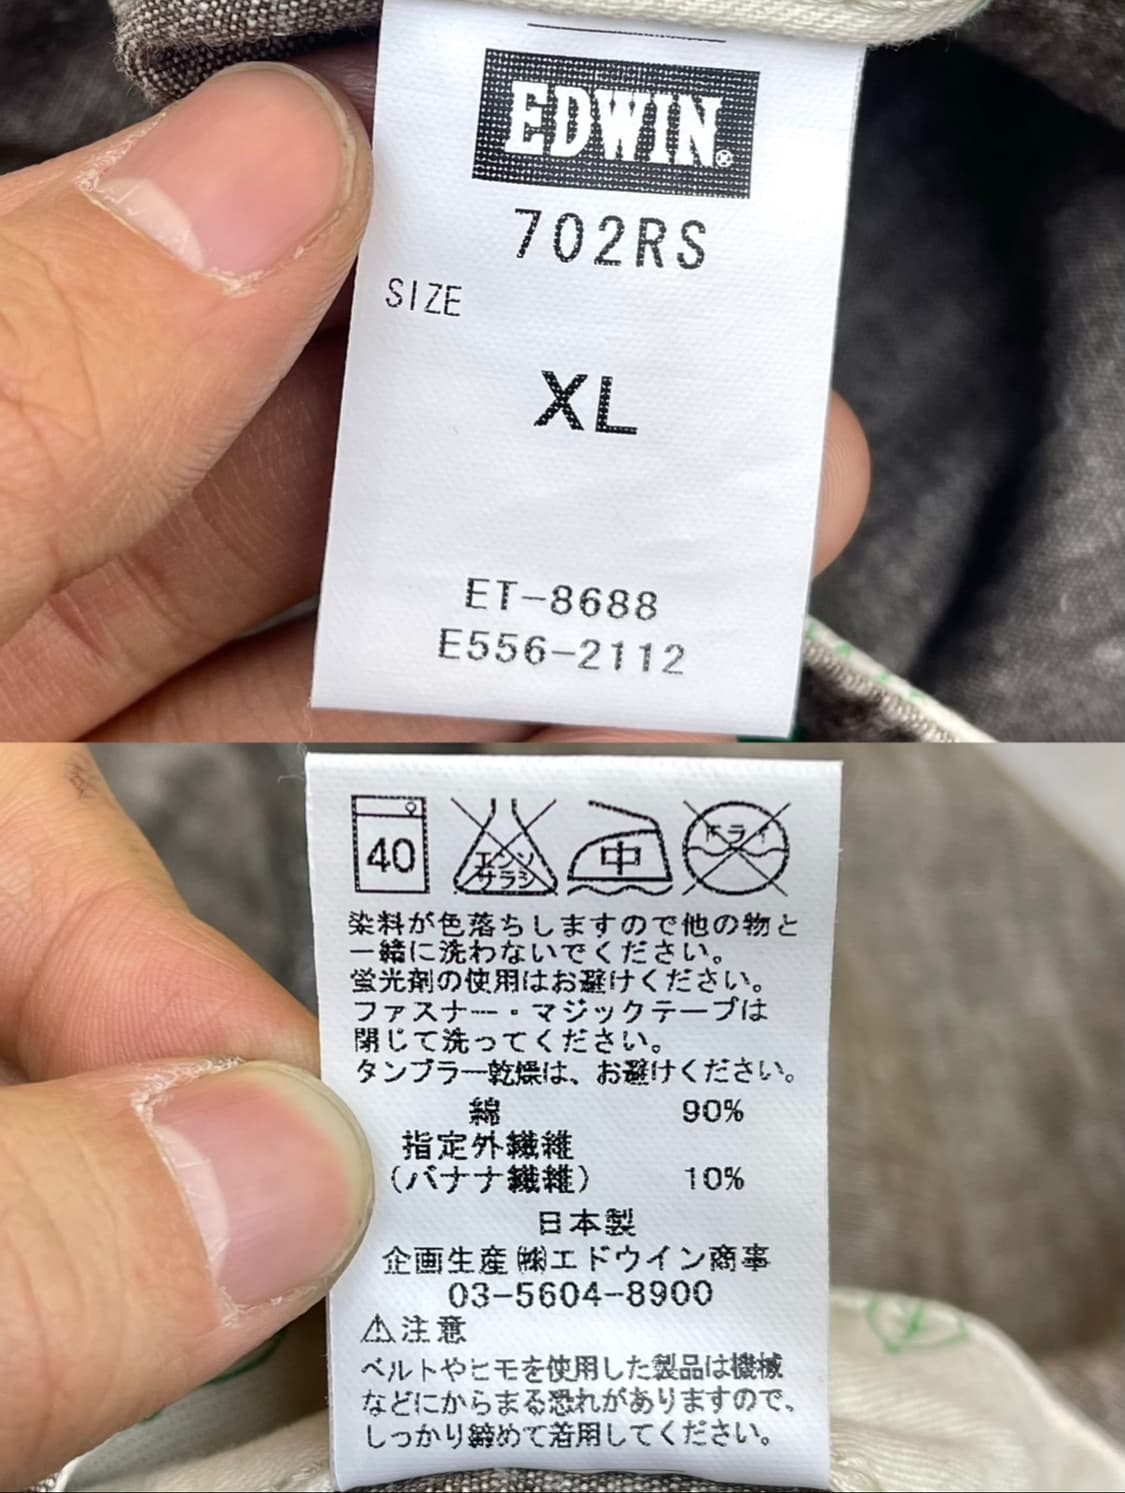 EDWIN®
702RS
SIZE
XL
ET-8688
E556-2112
40 エンソサラシ 中 ドライ
染料が色落ちしますので他の物と
一緒に洗わないでください。
蛍光剤の使用はお避けください。
ファスナー・マジックテープは
閉じて洗ってください。
タンブラー乾燥は、お避けください。
綿 90%
指定外繊維
(バナナ繊維) 10%
日本製
企画生産㈱エドウイン商事
03-5604-8900
⚠注意
ベルトやヒモを使用した製品は機械
などにからまる恐れがありますので、
しっかり締めて着用してください。